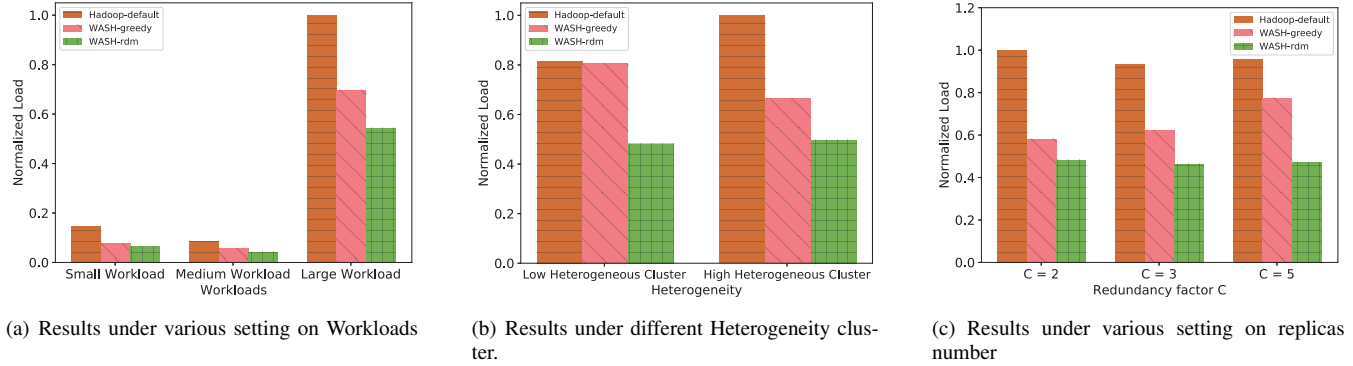 Hadoop-default
WASH-greedy
WASH-rdm
Normalized Load
1.0
0.8
0.6
0.4
0.2
0.0
Small Workload Medium Workload Large Workload
Workloads
(a) Results under various setting on Workloads
Hadoop-default
WASH-greedy
WASH-rdm
Normalized Load
1.0
0.8
0.6
0.4
0.2
0.0
Low Heterogeneous Cluster High Heterogeneous Cluster
Heterogeneity
(b) Results under different Heterogeneity clus-
ter.
Hadoop-default
WASH-greedy
WASH-rdm
Normalized Load
1.2
1.0
0.8
0.6
0.4
0.2
0.0
C = 2 C = 3 C = 5
Redundancy factor C
(c) Results under various setting on replicas
number